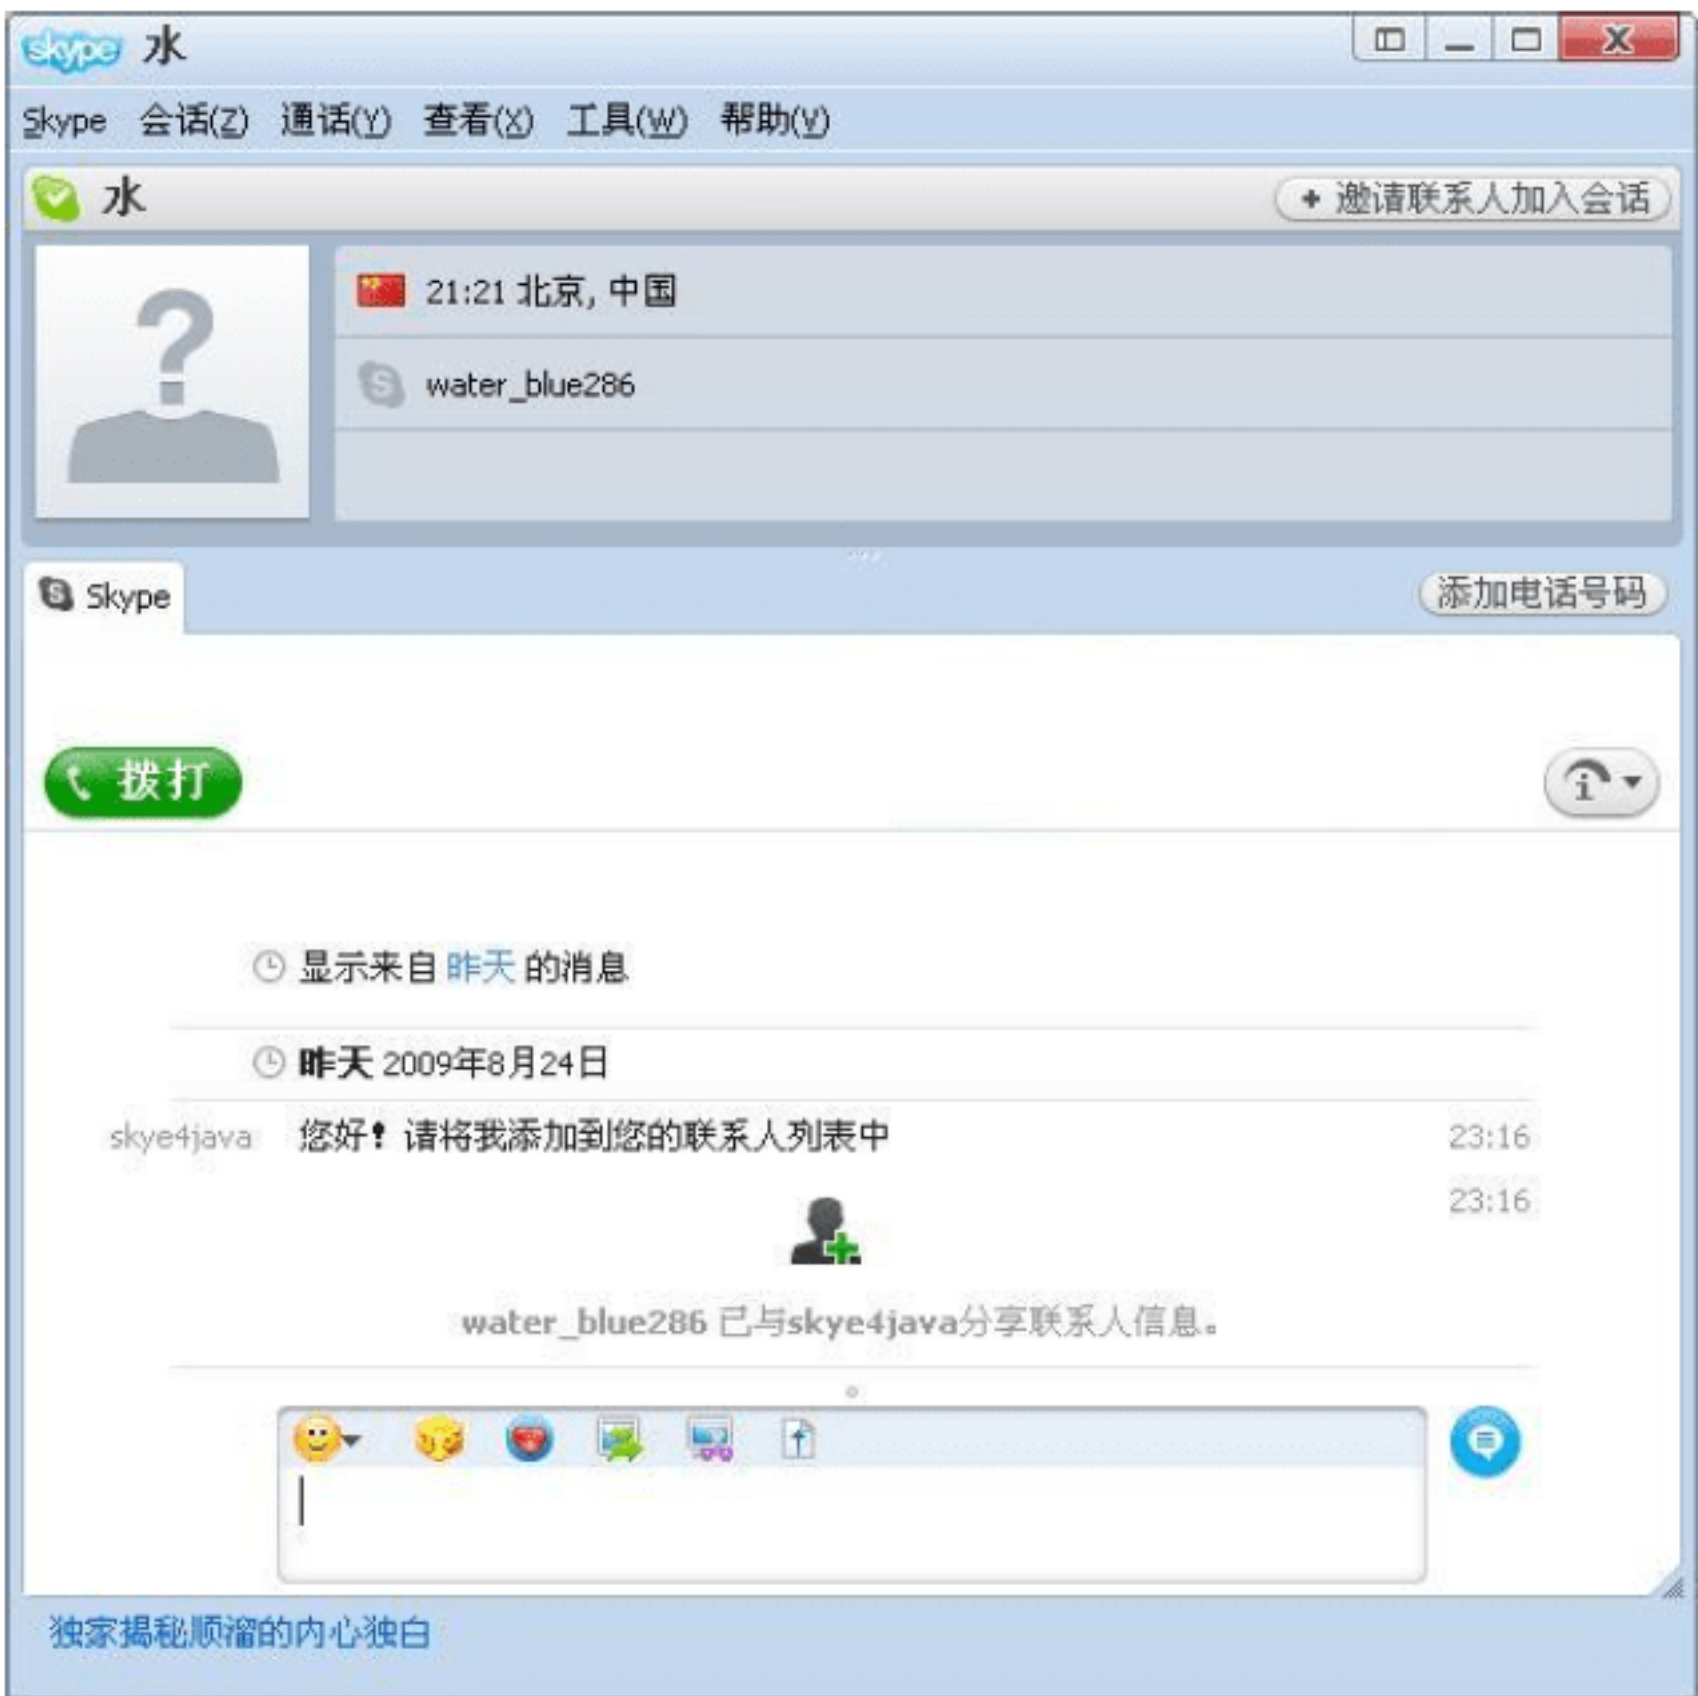 skype 水
Skype 会话(Z) 通话(Y) 查看(X) 工具(W) 帮助(V)
水
+ 邀请联系人加入会话
21:21 北京, 中国
water_blue286
Skype
添加电话号码
拨打
显示来自 昨天 的消息
昨天 2009年8月24日
skye4java 您好！请将我添加到您的联系人列表中 23:16
23:16
water_blue286 已与skye4java分享联系人信息。
独家揭秘顺溜的内心独白